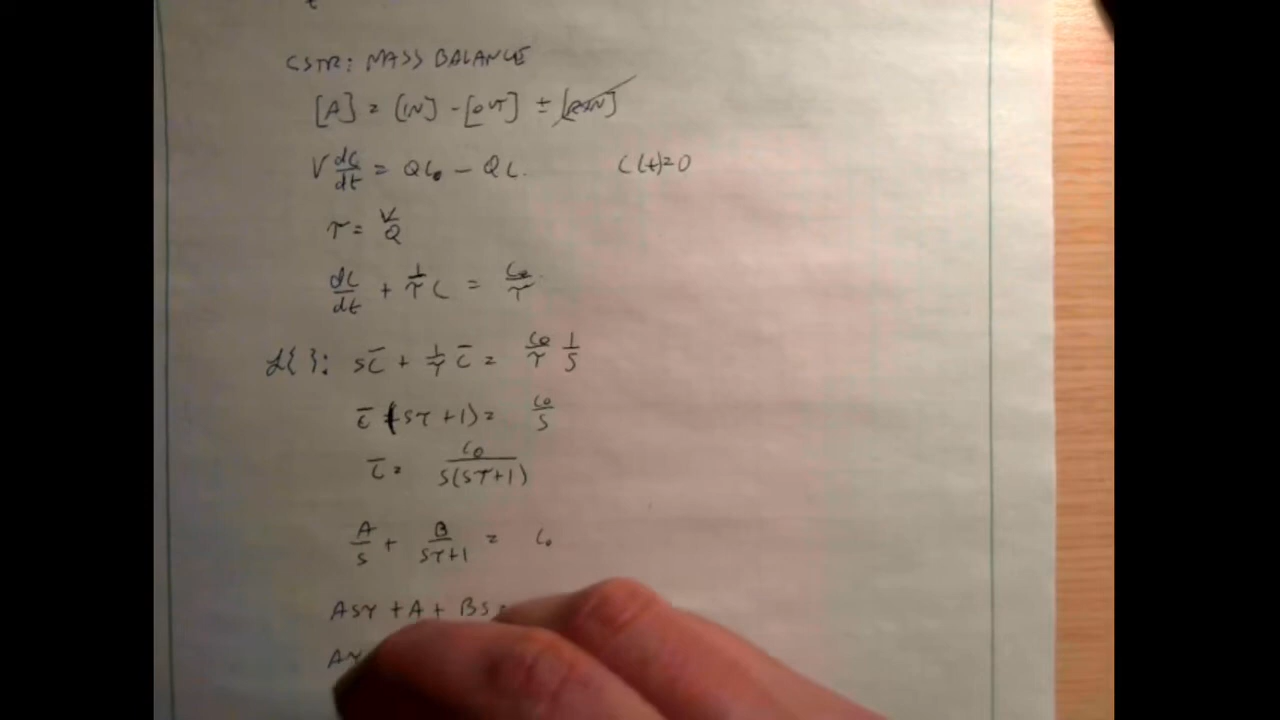 CSTR: MASS BALANCE
[A] = [IN] - [OUT] ± [RXN]
V dC/dt = QC₀ - QC. C(t)=0
τ = V/Q
dC/dt + 1/τ C = C₀/τ
ℒ{ }: sC̄ + 1/τ C̄ = C₀/τ 1/s
C̄ (sτ + 1) = C₀/s
C̄ = C₀/s(sτ+1)
A/s + B/sτ+1 = C₀
Asτ + A + Bs =
Aτ